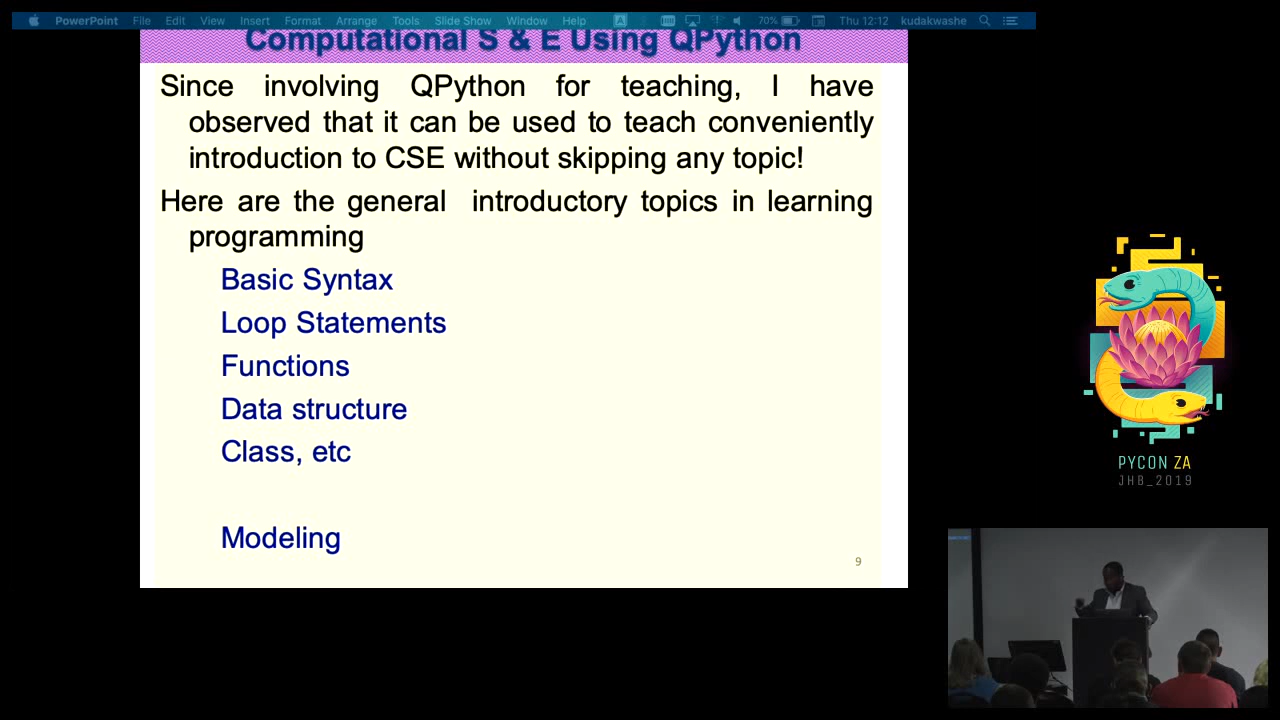 PowerPoint File Edit View Insert Format Arrange Tools Slide Show Window Help A 70% Thu 12:12 kudakwashe
Computational S & E Using QPython
Since involving QPython for teaching, I have
observed that it can be used to teach conveniently
introduction to CSE without skipping any topic!
Here are the general introductory topics in learning
programming
Basic Syntax
Loop Statements
Functions
Data structure
Class, etc
Modeling
9
PYCON ZA
JHB_2019